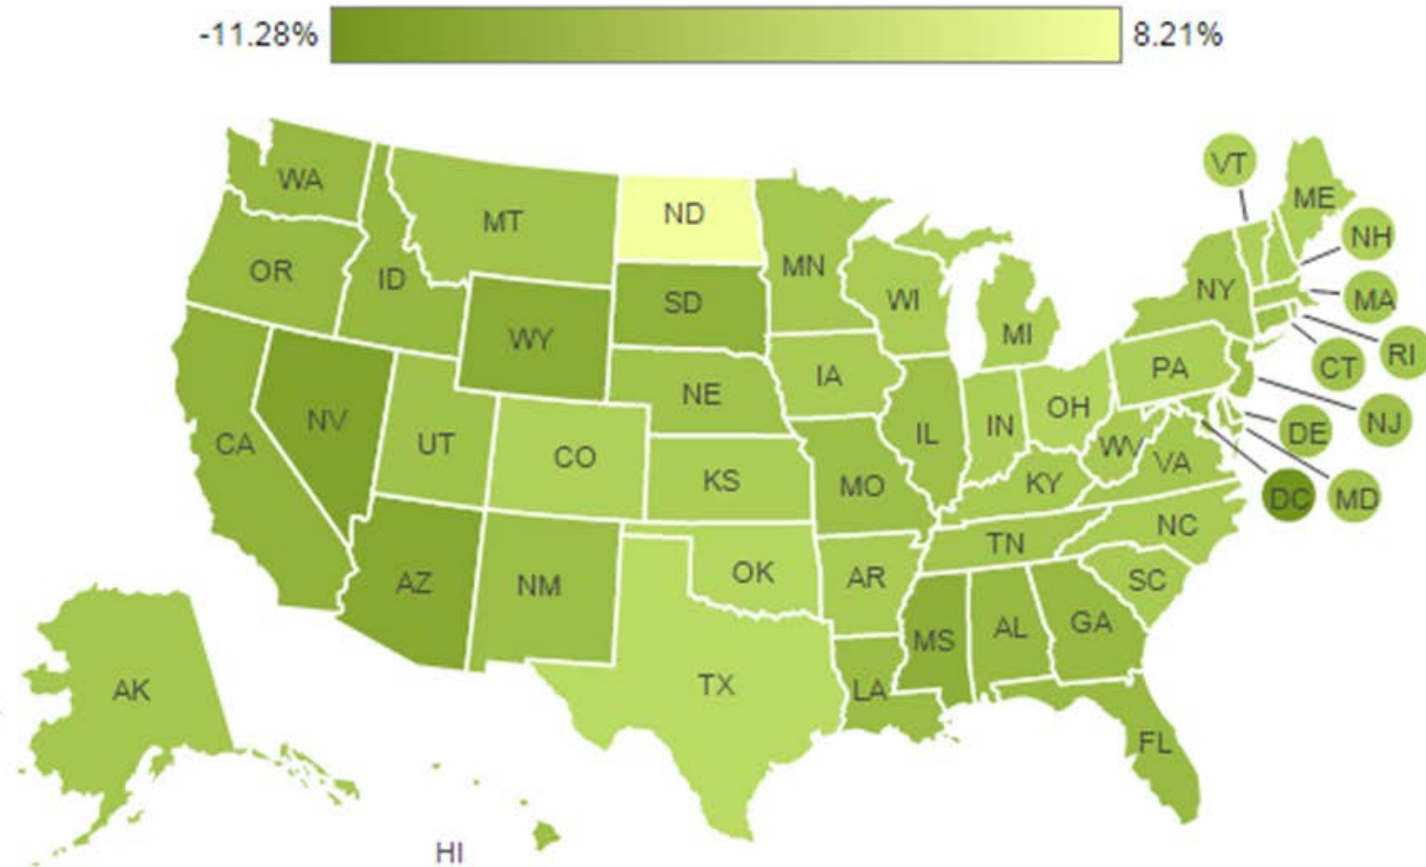 -11.28% 8.21%
VT
WA
ME
ND
MT
NH
MN
OR
ID
NY
MA
WI
SD
MI
WY
RI
CT
PA
IA
NE
OH
NJ
NV
IN
DE
IL
CA
UT
WV
CO
VA
KS
KY
MO
DC
MD
NC
TN
OK
AR
SC
AZ
NM
GA
AL
MS
TX
AK
LA
FL
HI